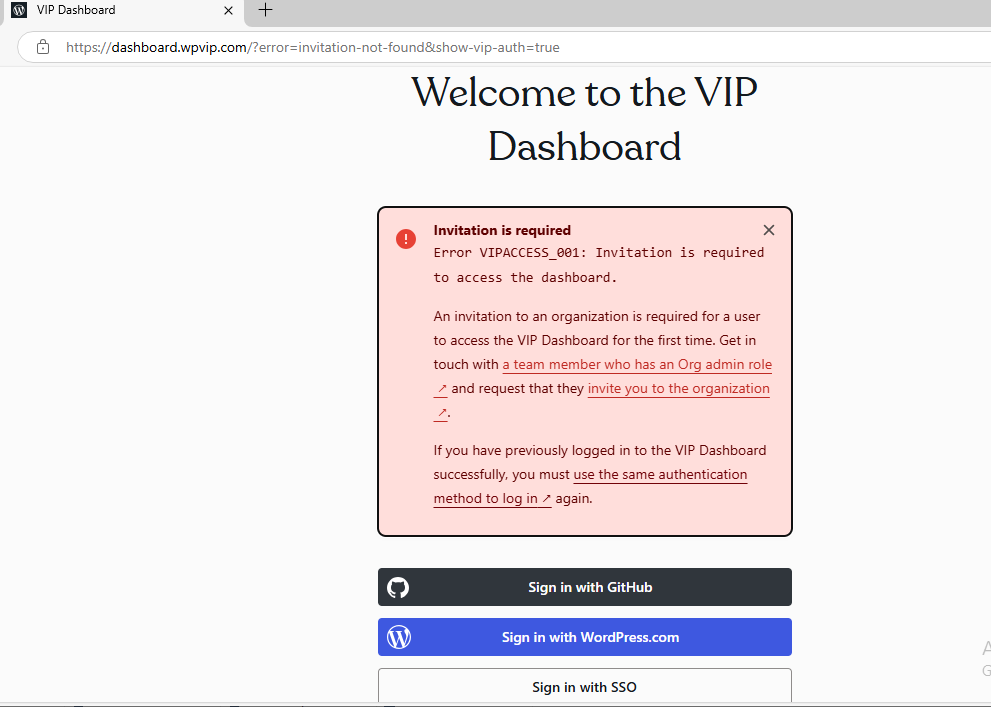 VIP Dashboard
https://dashboard.wpvip.com/?error=invitation-not-found&show-vip-auth=true
Welcome to the VIP
Dashboard
Invitation is required
Error VIPACCESS_001: Invitation is required
to access the dashboard.
An invitation to an organization is required for a user
to access the VIP Dashboard for the first time. Get in
touch with a team member who has an Org admin role
↗ and request that they invite you to the organization
↗.
If you have previously logged in to the VIP Dashboard
successfully, you must use the same authentication
method to log in ↗ again.
Sign in with GitHub
Sign in with WordPress.com
Sign in with SSO